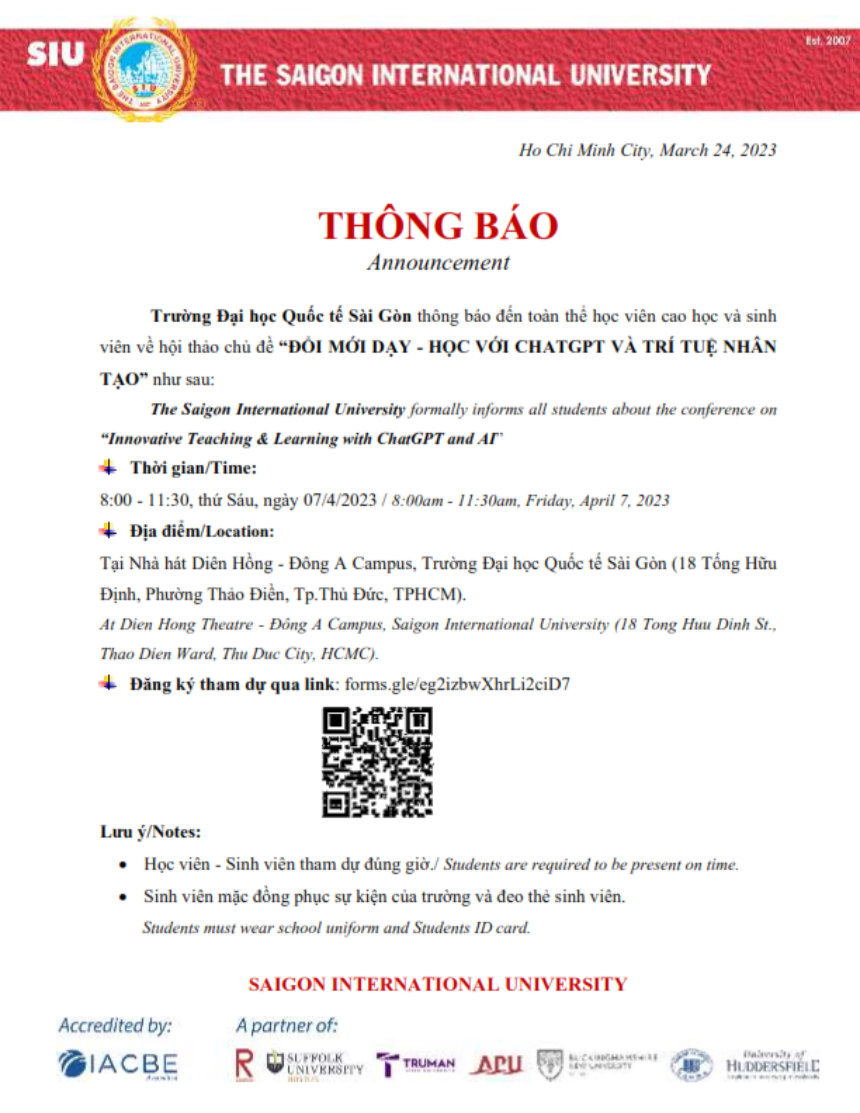 SIU
THE SAIGON INTERNATIONAL UNIVERSITY
Est. 2007
Ho Chi Minh City, March 24, 2023
THÔNG BÁO
Announcement
Trường Đại học Quốc tế Sài Gòn thông báo đến toàn thể học viên cao học và sinh
viên về hội thảo chủ đề “ĐỔI MỚI DẠY - HỌC VỚI CHATGPT VÀ TRÍ TUỆ NHÂN
TẠO” như sau:
The Saigon International University formally informs all students about the conference on
“Innovative Teaching & Learning with ChatGPT and AI”
Thời gian/Time:
8:00 - 11:30, thứ Sáu, ngày 07/4/2023 / 8:00am - 11:30am, Friday, April 7, 2023
Địa điểm/Location:
Tại Nhà hát Diên Hồng - Đông A Campus, Trường Đại học Quốc tế Sài Gòn (18 Tống Hữu
Định, Phường Thảo Điền, Tp.Thủ Đức, TPHCM).
At Dien Hong Theatre - Đông A Campus, Saigon International University (18 Tong Huu Dinh St.,
Thao Dien Ward, Thu Duc City, HCMC).
Đăng ký tham dự qua link: forms.gle/eg2izbwXhrLi2ciD7
Lưu ý/Notes:
Học viên - Sinh viên tham dự đúng giờ./ Students are required to be present on time.
Sinh viên mặc đồng phục sự kiện của trường và đeo thẻ sinh viên.
Students must wear school uniform and Students ID card.
SAIGON INTERNATIONAL UNIVERSITY
Accredited by:
A partner of:
IACBE
R
SUFFOLK
UNIVERSITY
TRUMAN
APU
University of
HUDDERSFIELD